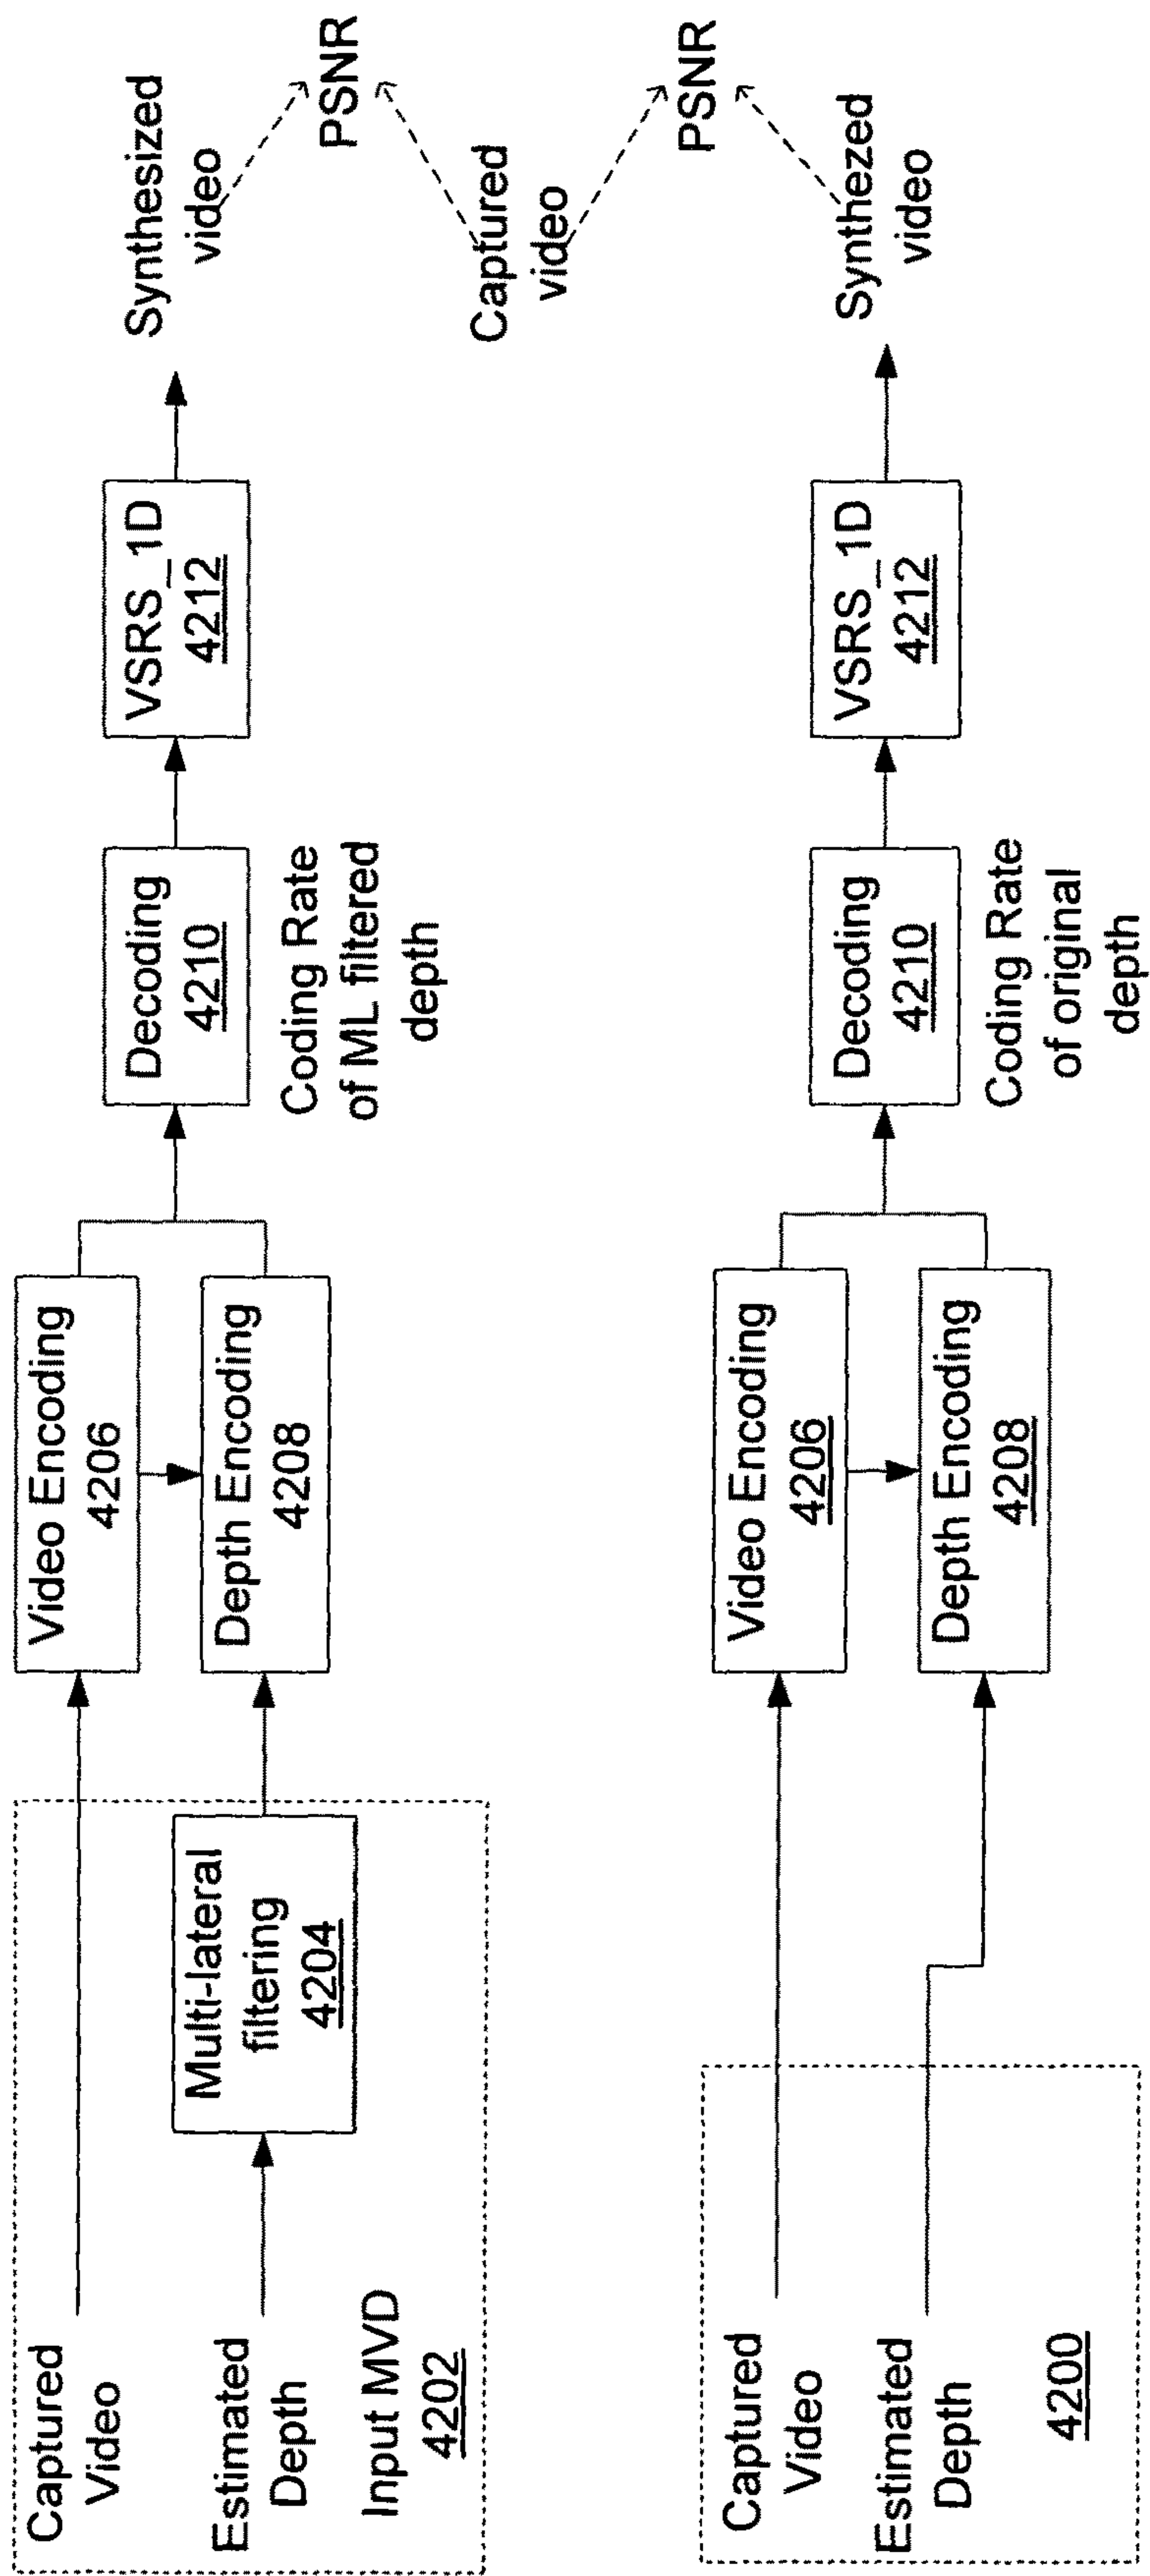 Captured
Video
Estimated
Depth
Input MVD
4202
Multi-lateral
filtering
4204
Video Encoding
4206
Depth Encoding
4208
Decoding
4210
Coding Rate
of ML filtered
depth
VSRS_1D
4212
Synthesized
video
PSNR
Captured
video
PSNR
Captured
Video
Estimated
Depth
4200
Video Encoding
4206
Depth Encoding
4208
Decoding
4210
Coding Rate
of original
depth
VSRS_1D
4212
Synthezed
video